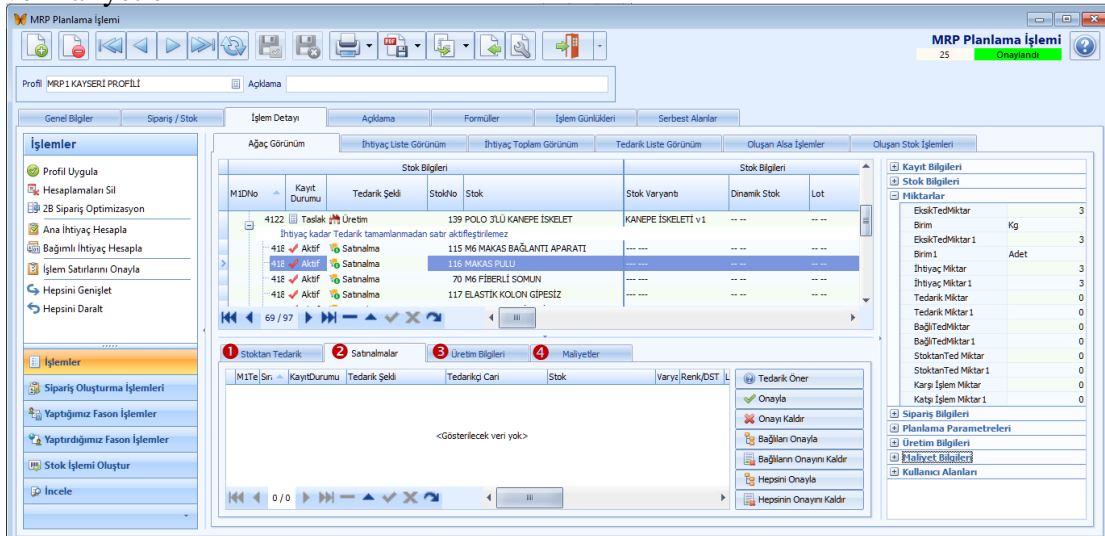 MRP Planlama İşlemi
MRP Planlama İşlemi
25 Onaylandı
Profil MRP1 KAYSERİ PROFİLİ Açıklama
Genel Bilgiler Sipariş / Stok İşlem Detayı Açıklama Formüller İşlem Günlükleri Serbest Alanlar
İşlemler
Profil Uygula
Hesaplamaları Sil
2B Sipariş Optimizasyon
Ana İhtiyaç Hesapla
Bağımlı İhtiyaç Hesapla
İşlem Satırlarını Onayla
Hepsini Genişlet
Hepsini Daralt
İşlemler
Sipariş Oluşturma İşlemleri
Yaptığımız Fason İşlemler
Yaptırdığımız Fason İşlemler
Stok İşlemi Oluştur
İncele
Ağaç Görünüm İhtiyaç Liste Görünüm İhtiyaç Toplam Görünüm Tedarik Liste Görünüm Oluşan Alsa İşlemler Oluşan Stok İşlemleri
Stok Bilgileri Stok Bilgileri
M1DNo Kayıt Durumu Tedarik Şekli StokNo Stok Stok Varyantı Dinamik Stok Lot
4122 Taslak Üretim 139 POLO 3'LÜ KANEPE İSKELET KANEPE İSKELETİ v1 -- -- -- --
İhtiyaç kadar Tedarik tamamlanmadan satır aktifleştirilemez
418 Aktif Satınalma 115 M6 MAKAS BAĞLANTI APARATI --- --- -- -- -- --
418 Aktif Satınalma 116 MAKAS PULU --- --- -- -- -- --
418 Aktif Satınalma 70 M6 FİBERLİ SOMUN --- --- -- -- -- --
418 Aktif Satınalma 117 ELASTİK KOLON GİPESİZ --- --- -- -- -- --
69 / 97
1 Stoktan Tedarik 2 Satınalmalar 3 Üretim Bilgileri 4 Maliyetler
M1Te Sır. KayıtDurumu Tedarik Şekli Tedarikçi Cari Stok Varya Renk/DST L
<Gösterilecek veri yok>
0 / 0
Tedarik Öner
Onayla
Onayı Kaldır
Bağlıları Onayla
Bağlıların Onayını Kaldır
Hepsini Onayla
Hepsinin Onayını Kaldır
Kayıt Bilgileri
Stok Bilgileri
Miktarlar
EksikTedMiktar 3
Birim Kg
EksikTedMiktar1 3
Birim1 Adet
İhtiyaç Miktar 3
İhtiyaç Miktar1 3
Tedarik Miktar 0
Tedarik Miktar1 0
BağlıTedMiktar 0
BağlıTedMiktar1 0
StoktanTed Miktar 0
StoktanTed Miktar1 0
Karşı İşlem Miktar 0
Katşı İşlem Miktar1 0
Sipariş Bilgileri
Planlama Parametreleri
Üretim Bilgileri
Maliyet Bilgileri
Kullanıcı Alanları